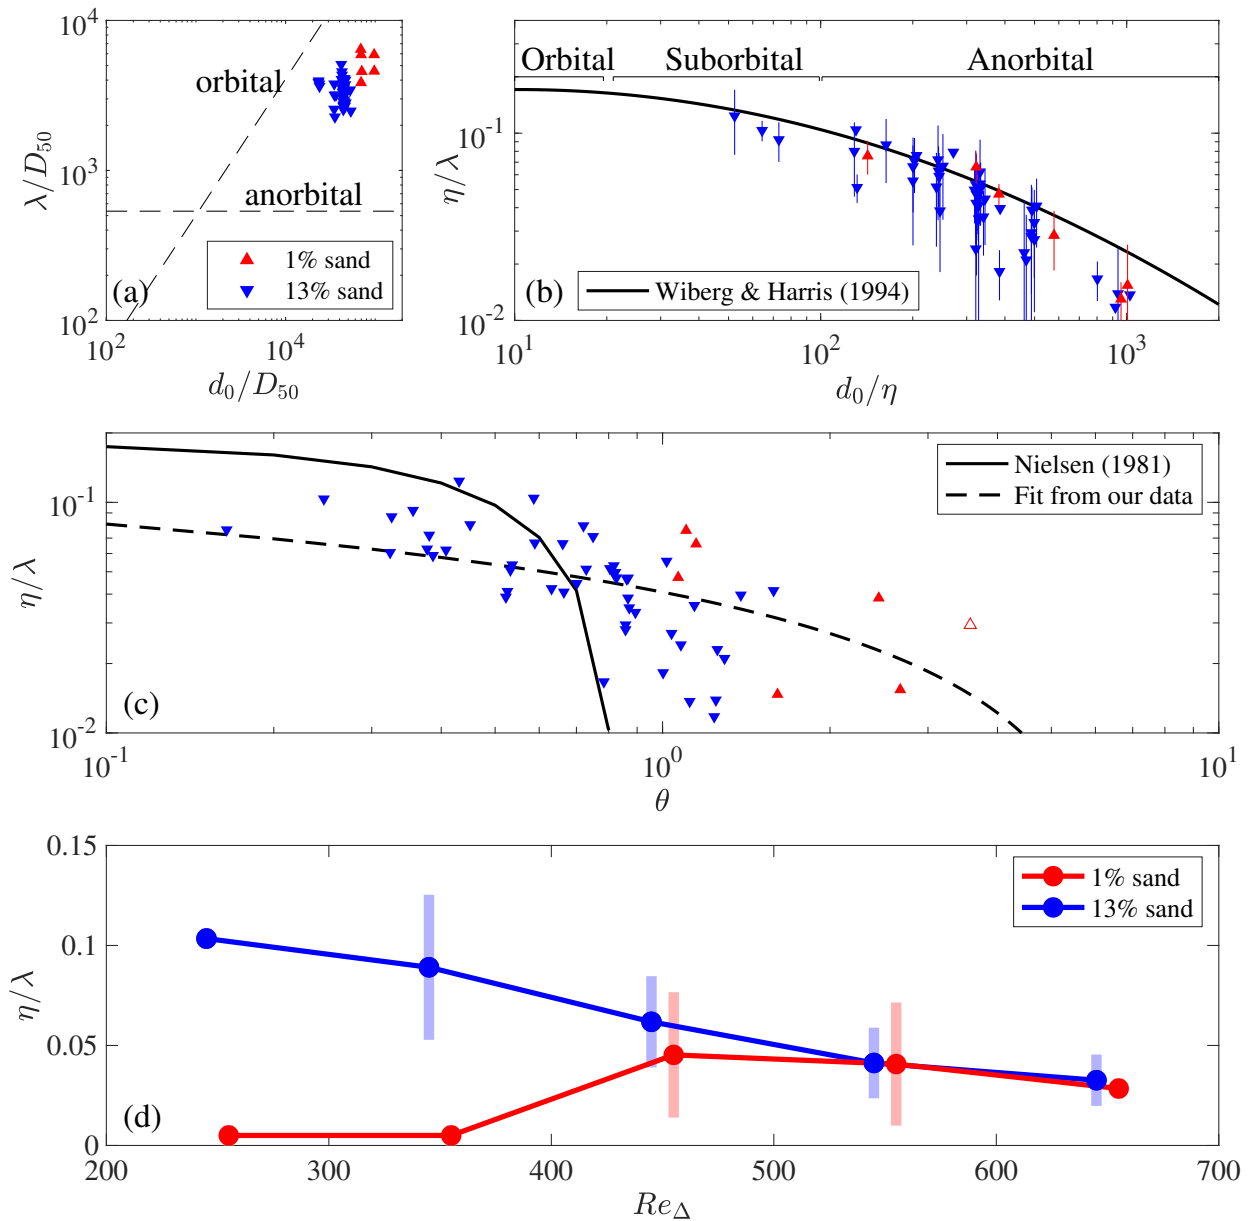 10^4
10^3
10^2
λ/D_50
orbital
anorbital
1% sand
13% sand
(a)
10^2
10^4
d_0/D_50
10^-1
10^-2
η/λ
Orbital
Suborbital
Anorbital
(b)
Wiberg & Harris (1994)
10^1
10^2
10^3
d_0/η
10^-1
10^-2
η/λ
Nielsen (1981)
Fit from our data
(c)
10^-1
10^0
10^1
θ
0.15
0.1
0.05
0
η/λ
1% sand
13% sand
(d)
200
300
400
500
600
700
Re_Δ